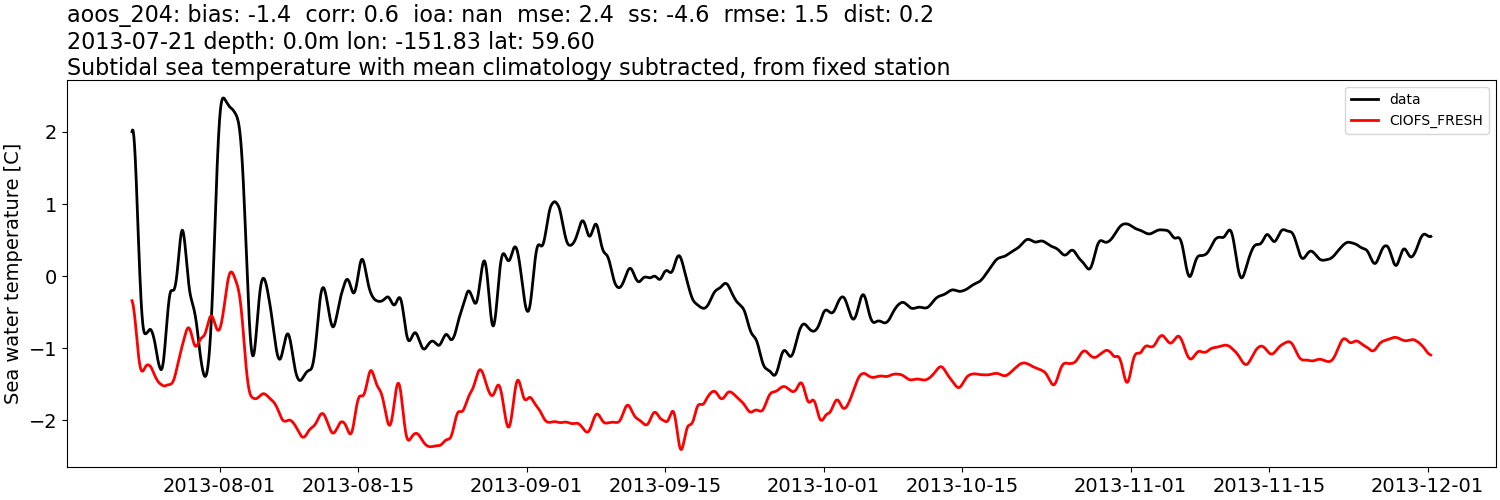 aoos_204: bias: -1.4  corr: 0.6  ioa: nan  mse: 2.4  ss: -4.6  rmse: 1.5  dist: 0.2
2013-07-21 depth: 0.0m lon: -151.83 lat: 59.60
Subtidal sea temperature with mean climatology subtracted, from fixed station
data
CIOFS_FRESH
Sea water temperature [C]
2
1
0
−1
−2
2013-08-01 2013-08-15 2013-09-01 2013-09-15 2013-10-01 2013-10-15 2013-11-01 2013-11-15 2013-12-01